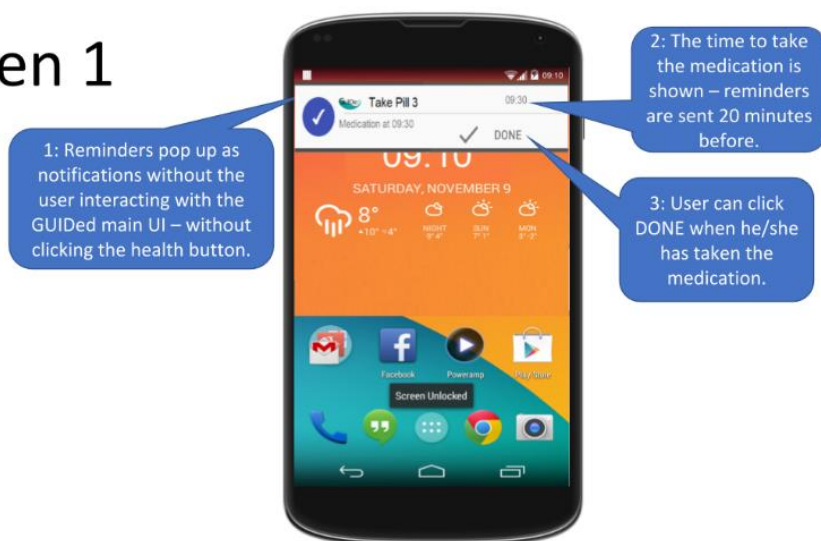 en 1
1: Reminders pop up as
notifications without the
user interacting with the
GUIDed main UI – without
clicking the health button.
09:10
Take Pill 3
09:30
Medication at 09:30
DONE
09:10
SATURDAY, NOVEMBER 9
8°
NIGHT
SUN
MON
Facebook
Poweramp
Play Store
Screen Unlocked
2: The time to take
the medication is
shown – reminders
are sent 20 minutes
before.
3: User can click
DONE when he/she
has taken the
medication.